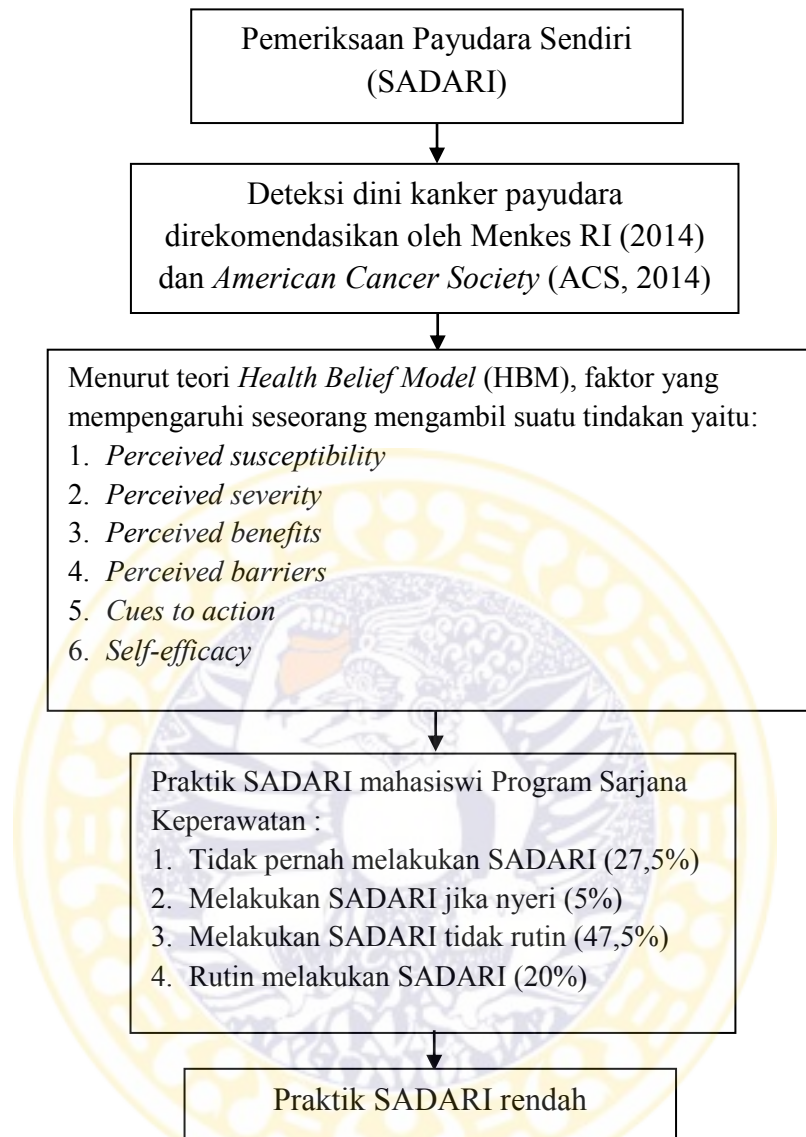 Pemeriksaan Payudara Sendiri
(SADARI)
Deteksi dini kanker payudara
direkomendasikan oleh Menkes RI (2014)
dan American Cancer Society (ACS, 2014)
Menurut teori Health Belief Model (HBM), faktor yang
mempengaruhi seseorang mengambil suatu tindakan yaitu:
1. Perceived susceptibility
2. Perceived severity
3. Perceived benefits
4. Perceived barriers
5. Cues to action
6. Self-efficacy
Praktik SADARI mahasiswi Program Sarjana
Keperawatan :
1. Tidak pernah melakukan SADARI (27,5%)
2. Melakukan SADARI jika nyeri (5%)
3. Melakukan SADARI tidak rutin (47,5%)
4. Rutin melakukan SADARI (20%)
Praktik SADARI rendah